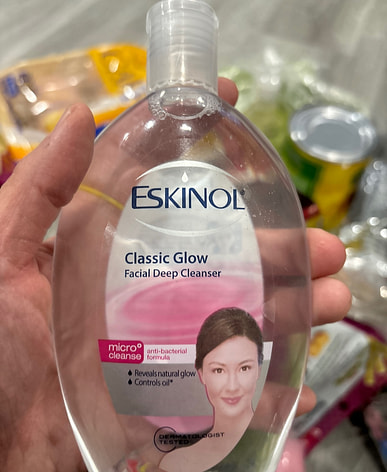 ESKINOL
Classic Glow
Facial Deep Cleanser
micro
cleanse
anti-bacterial
formula
Reveals natural glow
Controls oil*
DERMATOLOGIST
TESTED